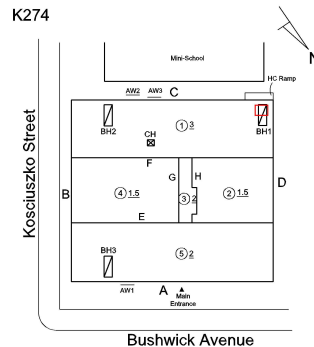 K274
Mini-School
N
HC Ramp
AW2 AW3 C
BH2 1 3 BH1
CH
F
B 4 1.5 G H 3 2 2 1.5 D
E
BH3 5 2
AW1 A
Main
Entrance
Kosciuszko Street
Bushwick Avenue